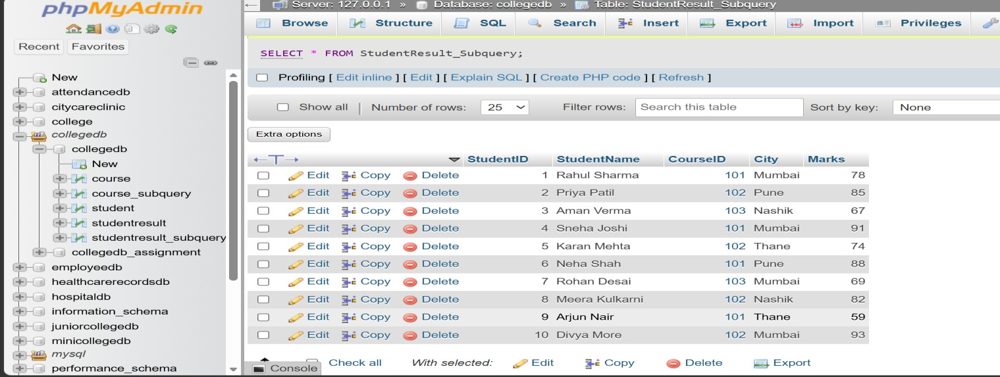 phpMyAdmin
Recent Favorites
New
attendancedb
citycareclinic
college
collegedb
collegedb
New
course
course_subquery
student
studentresult
studentresult_subquery
collegedb_assignment
employeedb
healthcarerecordsdb
hospitaldb
information_schema
juniorcollegedb
minicollegedb
mysql
performance_schema
Server: 127.0.0.1 » Database: collegedb » Table: StudentResult_Subquery
Browse Structure SQL Search Insert Export Import Privileges
SELECT * FROM StudentResult_Subquery;
Profiling [ Edit inline ] [ Edit ] [ Explain SQL ] [ Create PHP code ] [ Refresh ]
Show all | Number of rows: 25 Filter rows: Search this table Sort by key: None
Extra options
←T→ StudentID StudentName CourseID City Marks
Edit Copy Delete 1 Rahul Sharma 101 Mumbai 78
Edit Copy Delete 2 Priya Patil 102 Pune 85
Edit Copy Delete 3 Aman Verma 103 Nashik 67
Edit Copy Delete 4 Sneha Joshi 101 Mumbai 91
Edit Copy Delete 5 Karan Mehta 102 Thane 74
Edit Copy Delete 6 Neha Shah 101 Pune 88
Edit Copy Delete 7 Rohan Desai 103 Mumbai 69
Edit Copy Delete 8 Meera Kulkarni 102 Nashik 82
Edit Copy Delete 9 Arjun Nair 101 Thane 59
Edit Copy Delete 10 Divya More 102 Mumbai 93
Check all With selected: Edit Copy Delete Export
Console